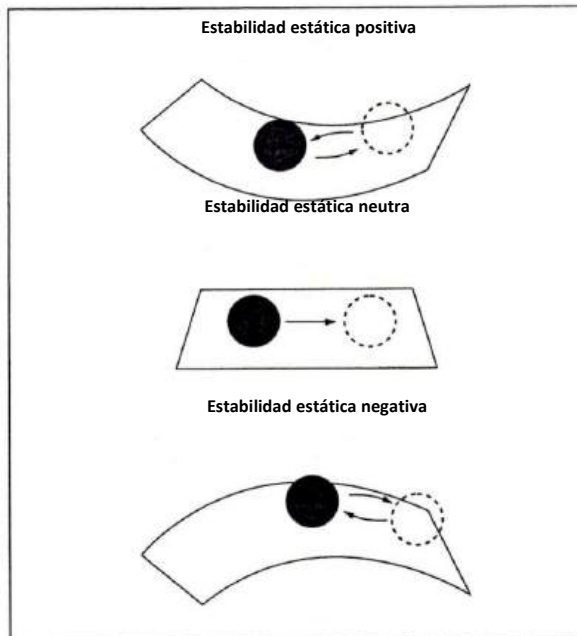 Estabilidad estática positiva
Estabilidad estática neutra
Estabilidad estática negativa